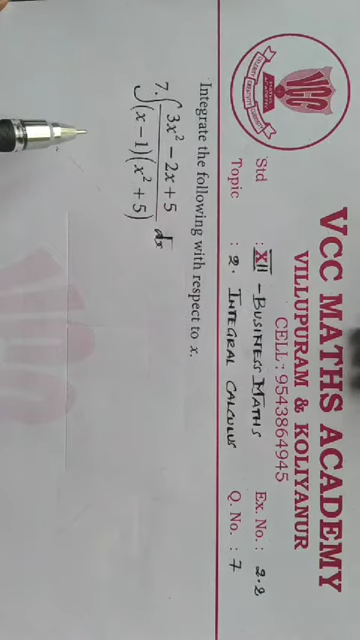 VCC MATHS ACADEMY
VILLUPURAM & KOLIYANUR
CELL : 9543864945
VCC
Std : XII - BUSINESS MATHS Ex. No. : 2.2
Topic : 2. INTEGRAL CALCULUS Q. No. : 7
Integrate the following with respect to x.
7. ∫ (3x² − 2x + 5) / ((x − 1)(x² + 5)) dx